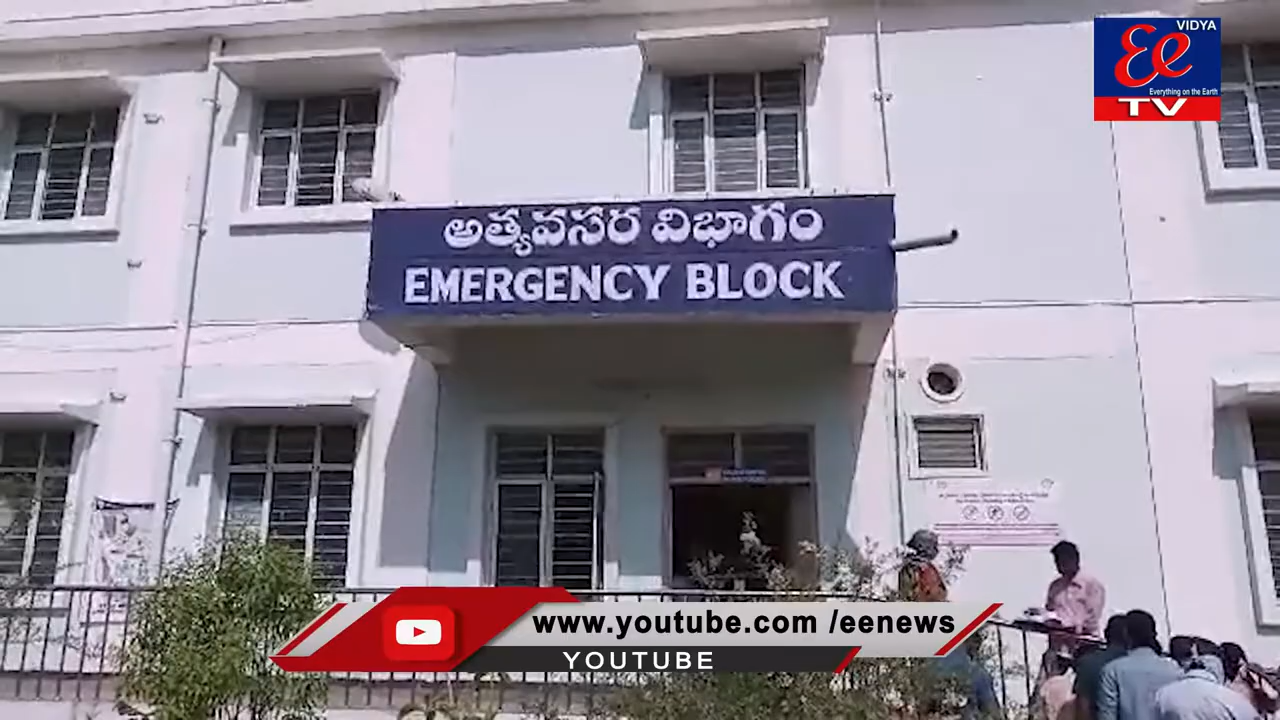 VIDYA
Ee
Everything on the Earth
TV
అత్యవసర విభాగం
EMERGENCY BLOCK
www.youtube.com /eenews
YOUTUBE